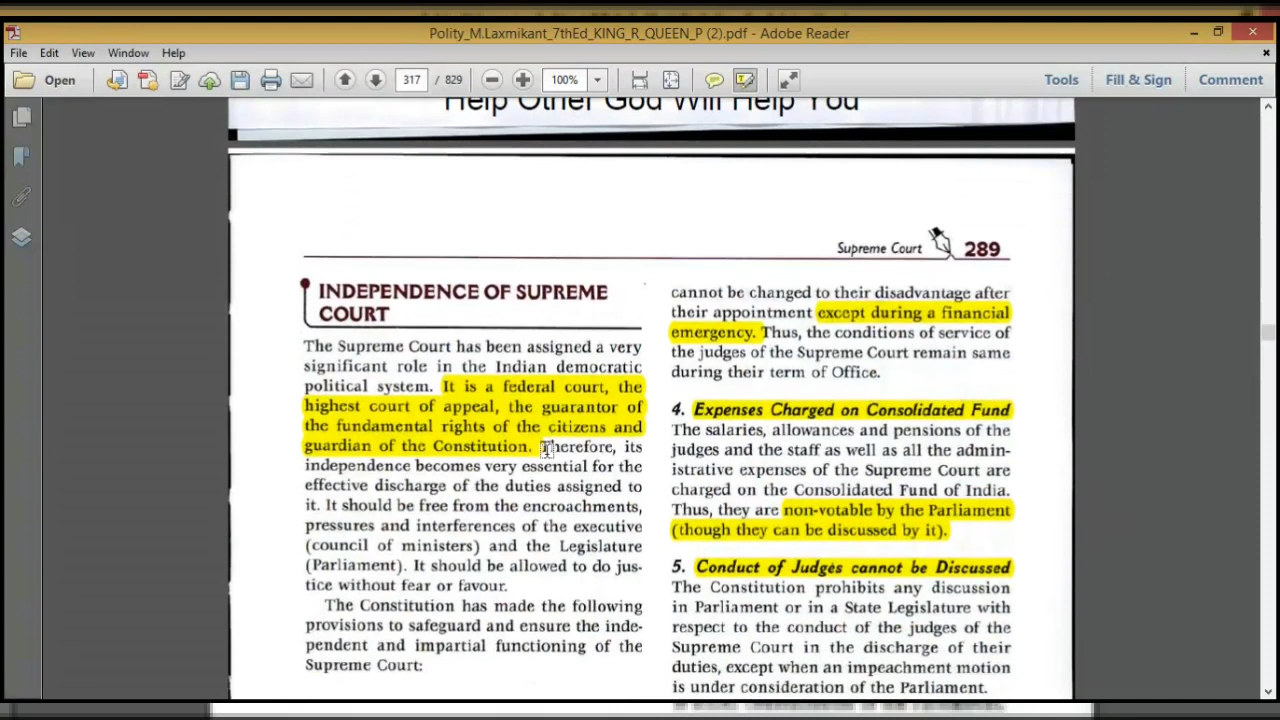 Polity_M.Laxmikant_7thEd_KING_R_QUEEN_P (2).pdf - Adobe Reader
File Edit View Window Help
Open 317 / 829 100% Tools Fill & Sign Comment
Help Other God Will Help You
Supreme Court 289
INDEPENDENCE OF SUPREME
COURT
The Supreme Court has been assigned a very
significant role in the Indian democratic
political system. It is a federal court, the
highest court of appeal, the guarantor of
the fundamental rights of the citizens and
guardian of the Constitution. Therefore, its
independence becomes very essential for the
effective discharge of the duties assigned to
it. It should be free from the encroachments,
pressures and interferences of the executive
(council of ministers) and the Legislature
(Parliament). It should be allowed to do jus-
tice without fear or favour.
The Constitution has made the following
provisions to safeguard and ensure the inde-
pendent and impartial functioning of the
Supreme Court:
cannot be changed to their disadvantage after
their appointment except during a financial
emergency. Thus, the conditions of service of
the judges of the Supreme Court remain same
during their term of Office.
4. Expenses Charged on Consolidated Fund
The salaries, allowances and pensions of the
judges and the staff as well as all the admin-
istrative expenses of the Supreme Court are
charged on the Consolidated Fund of India.
Thus, they are non-votable by the Parliament
(though they can be discussed by it).
5. Conduct of Judges cannot be Discussed
The Constitution prohibits any discussion
in Parliament or in a State Legislature with
respect to the conduct of the judges of the
Supreme Court in the discharge of their
duties, except when an impeachment motion
is under consideration of the Parliament.